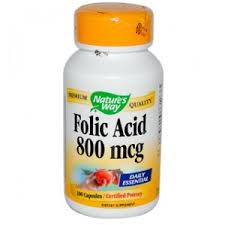 PREMIUM QUALITY
Nature's Way
Folic Acid
800 mcg
DAILY
ESSENTIAL
100 Capsules / Certified Potency
DIETARY SUPPLEMENT